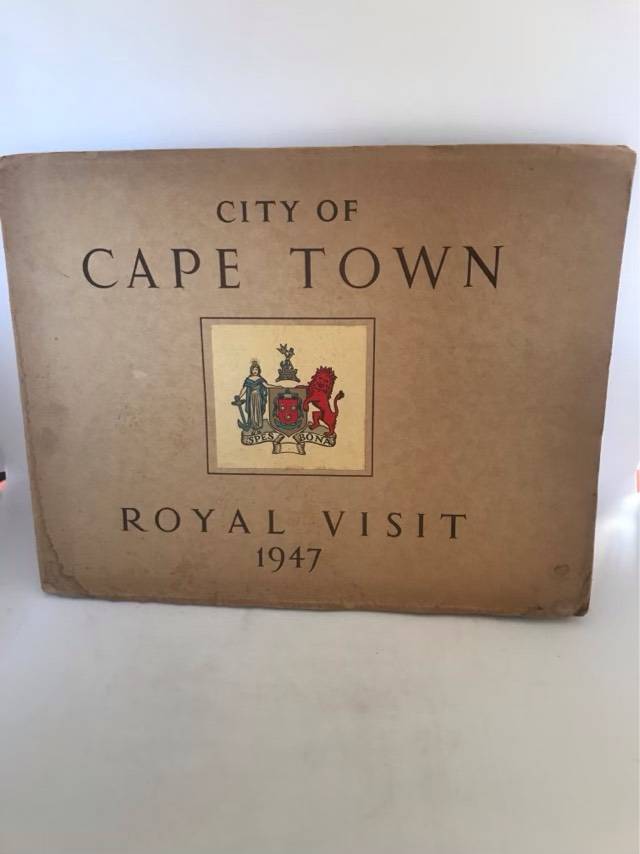 CITY OF
CAPE TOWN
SPES BONA
ROYAL VISIT
1947